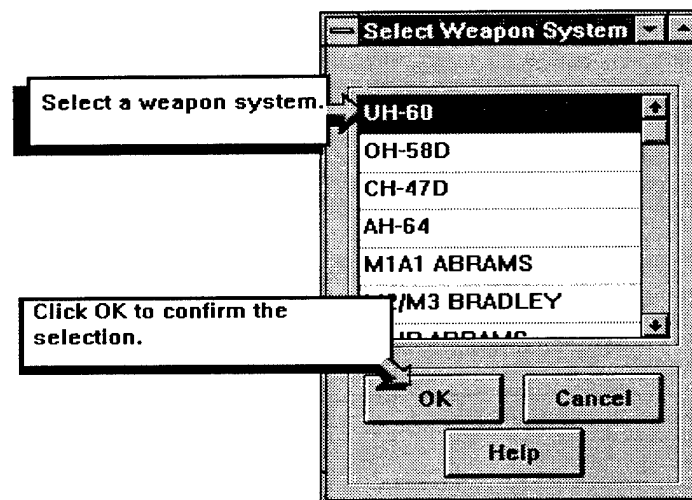 Select Weapon System
Select a weapon system.
UH-60
OH-58D
CH-47D
AH-64
M1A1 ABRAMS
/M3 BRADLEY
Click OK to confirm the
selection.
ABRAMS
OK
Cancel
Help